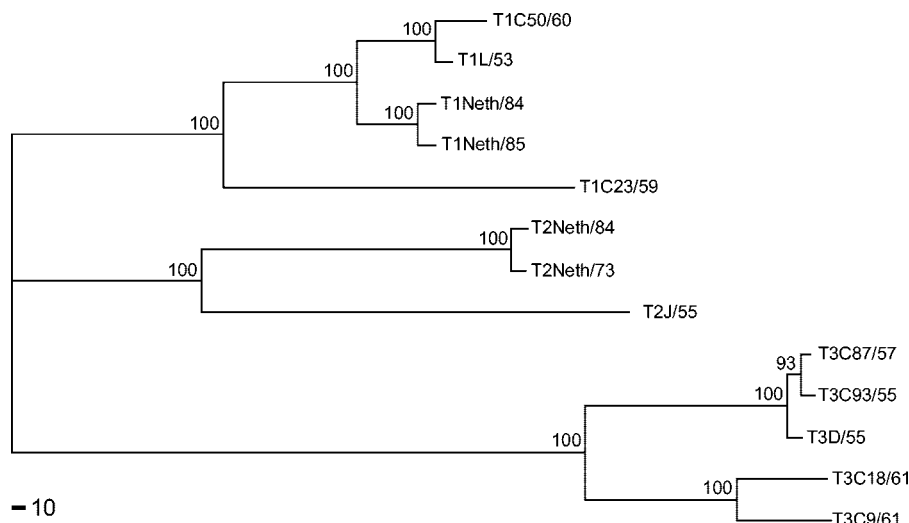 T1C50/60
100
T1L/53
100
T1Neth/84
100
100
T1Neth/85
T1C23/59
T2Neth/84
100
T2Neth/73
100
T2J/55
T3C87/57
93
T3C93/55
100
T3D/55
100
T3C18/61
100
10
T3C9/61